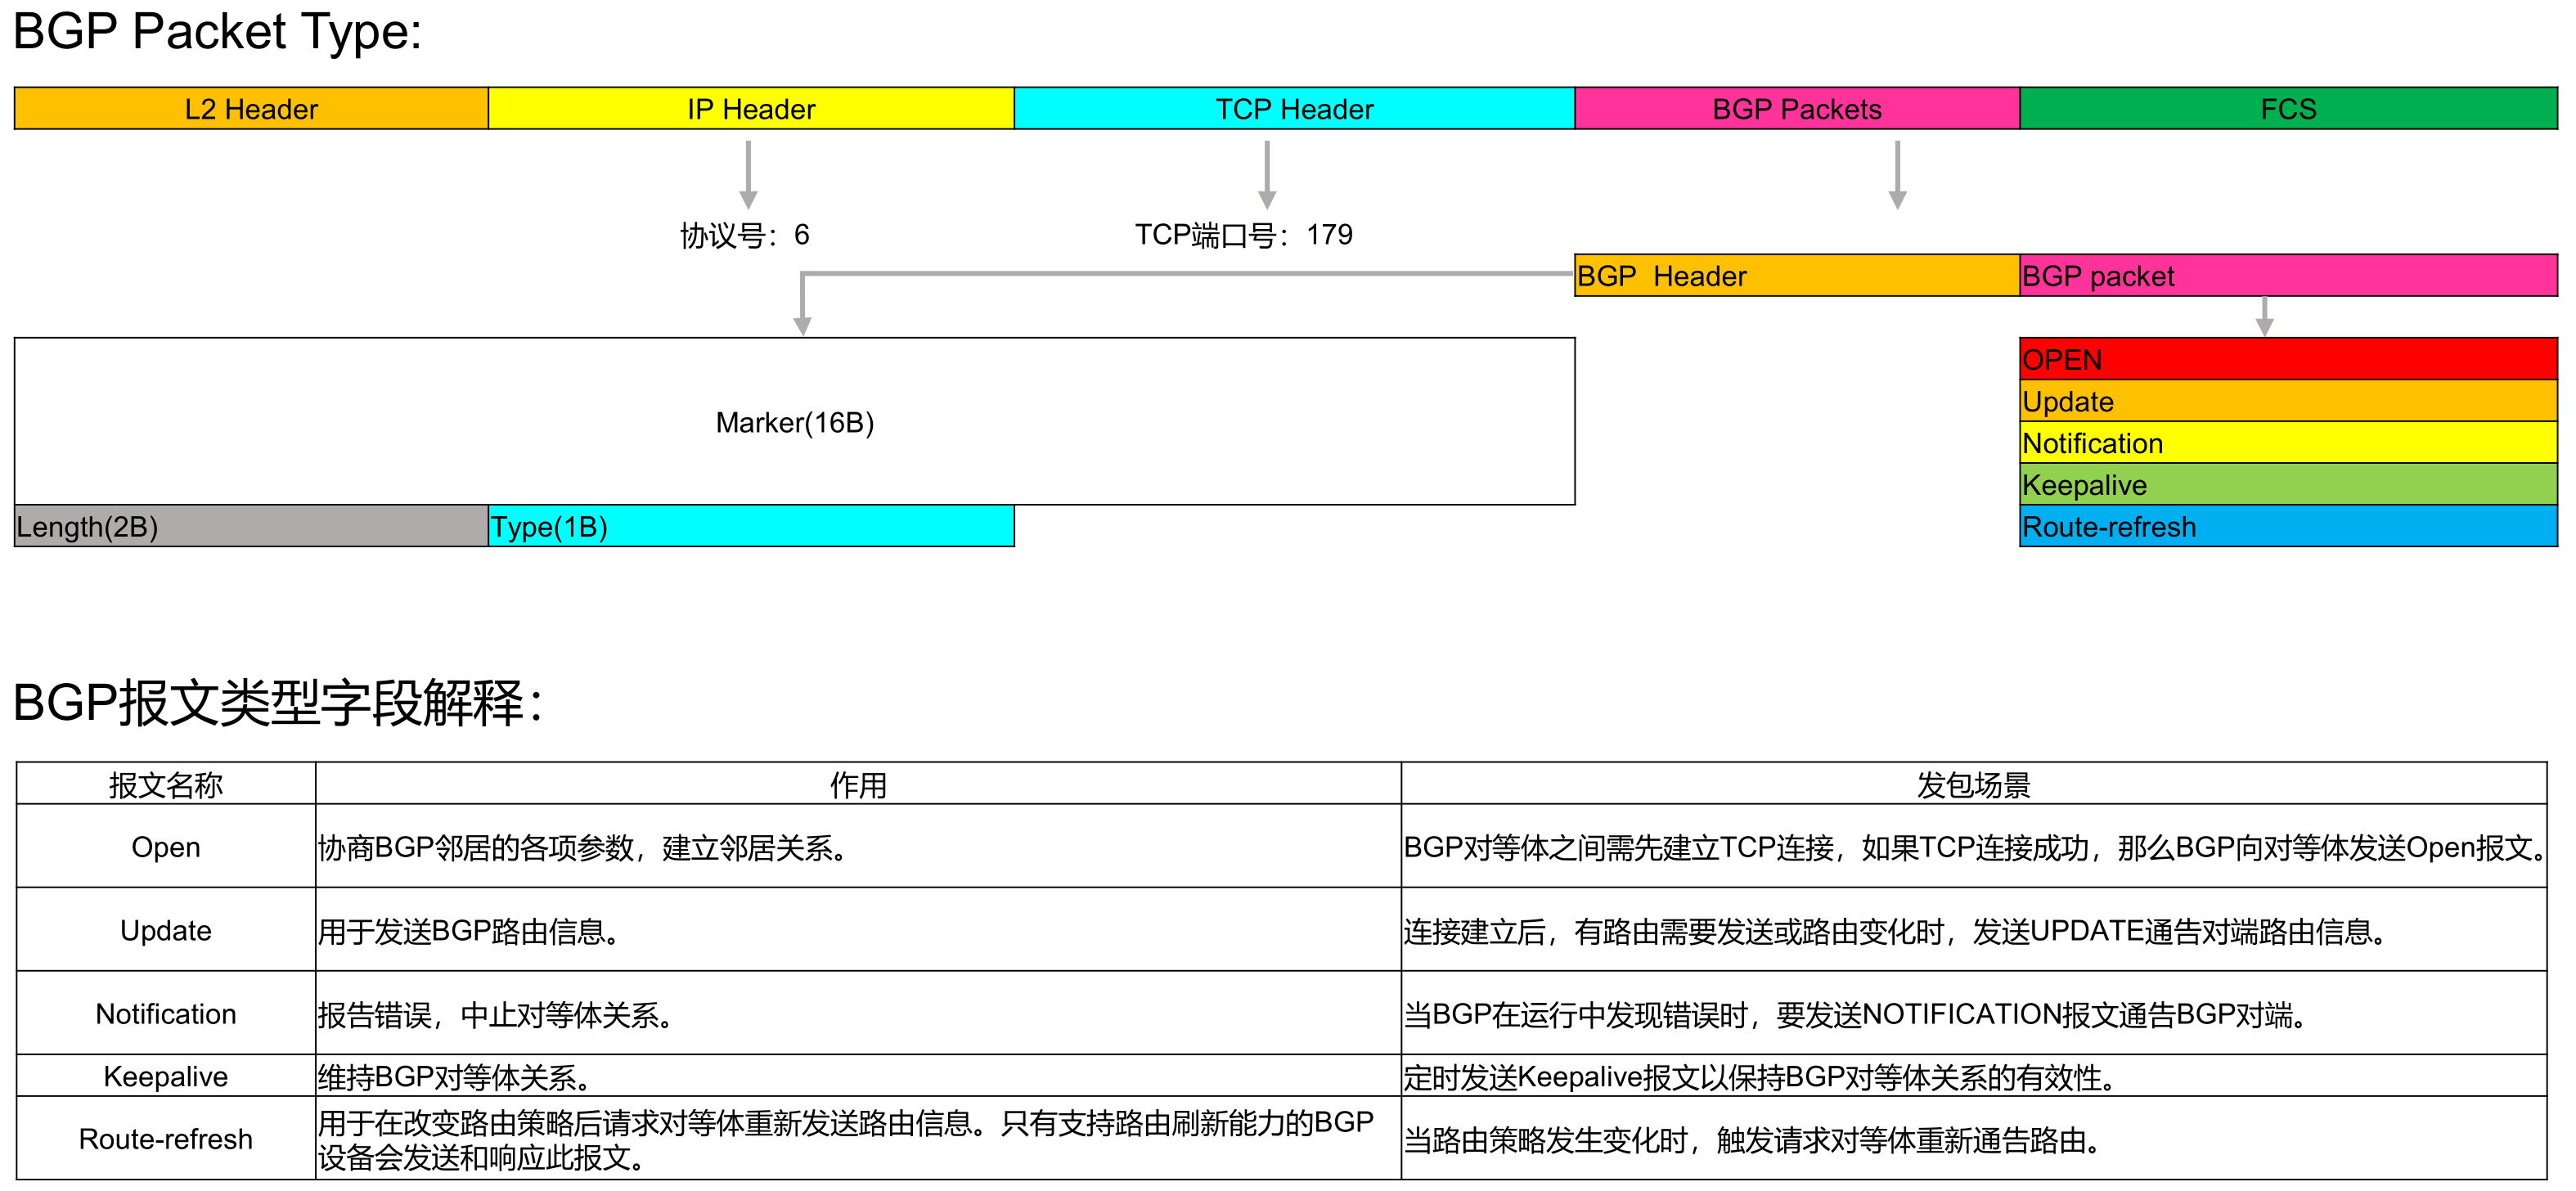 BGP Packet Type:
L2 Header
IP Header
TCP Header
BGP Packets
FCS
协议号：6
TCP端口号：179
BGP  Header
BGP packet
Marker(16B)
Length(2B)
Type(1B)
OPEN
Update
Notification
Keepalive
Route-refresh
BGP报文类型字段解释：
报文名称
作用
发包场景
Open
协商BGP邻居的各项参数，建立邻居关系。
BGP对等体之间需先建立TCP连接，如果TCP连接成功，那么BGP向对等体发送Open报文。
Update
用于发送BGP路由信息。
连接建立后，有路由需要发送或路由变化时，发送UPDATE通告对端路由信息。
Notification
报告错误，中止对等体关系。
当BGP在运行中发现错误时，要发送NOTIFICATION报文通告BGP对端。
Keepalive
维持BGP对等体关系。
定时发送Keepalive报文以保持BGP对等体关系的有效性。
Route-refresh
用于在改变路由策略后请求对等体重新发送路由信息。只有支持路由刷新能力的BGP
设备会发送和响应此报文。
当路由策略发生变化时，触发请求对等体重新通告路由。